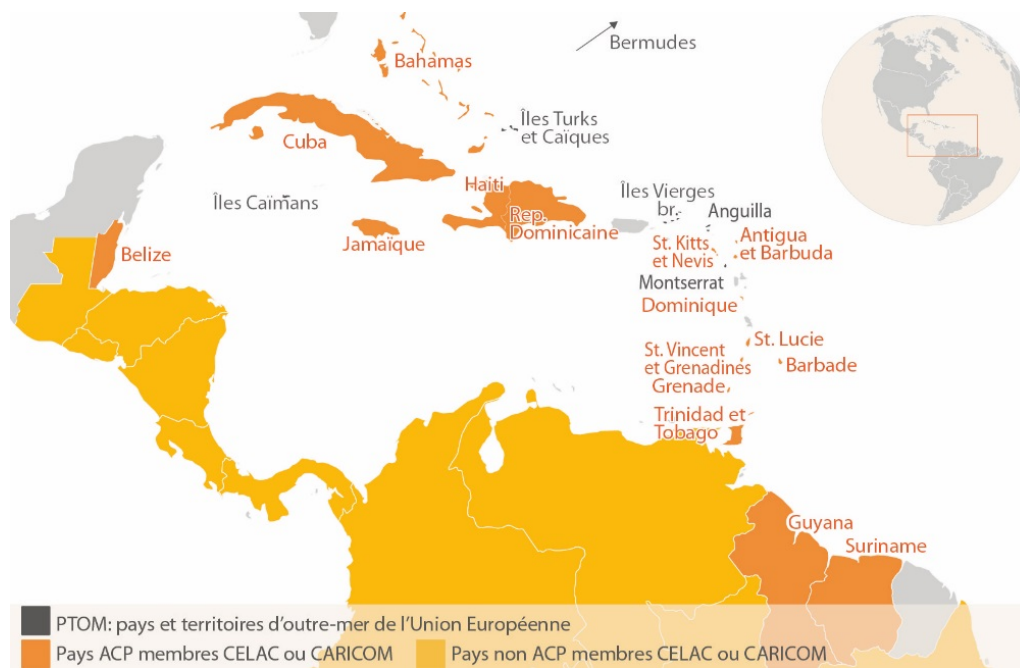 Bermudes
Bahamas
Îles Turks
et Caïques
Cuba
Îles Caïmans
Haïti
Rep.
Dominicaine
Jamaïque
Îles Vierges
br.
Anguilla
St. Kitts
et Nevis
Antigua
et Barbuda
Belize
Montserrat
Dominique
St. Lucie
St. Vincent
et Grenadines
Barbade
Grenade
Trinidad et
Tobago
Guyana
Suriname
PTOM: pays et territoires d'outre-mer de l'Union Européenne
Pays ACP membres CELAC ou CARICOM
Pays non ACP membres CELAC ou CARICOM